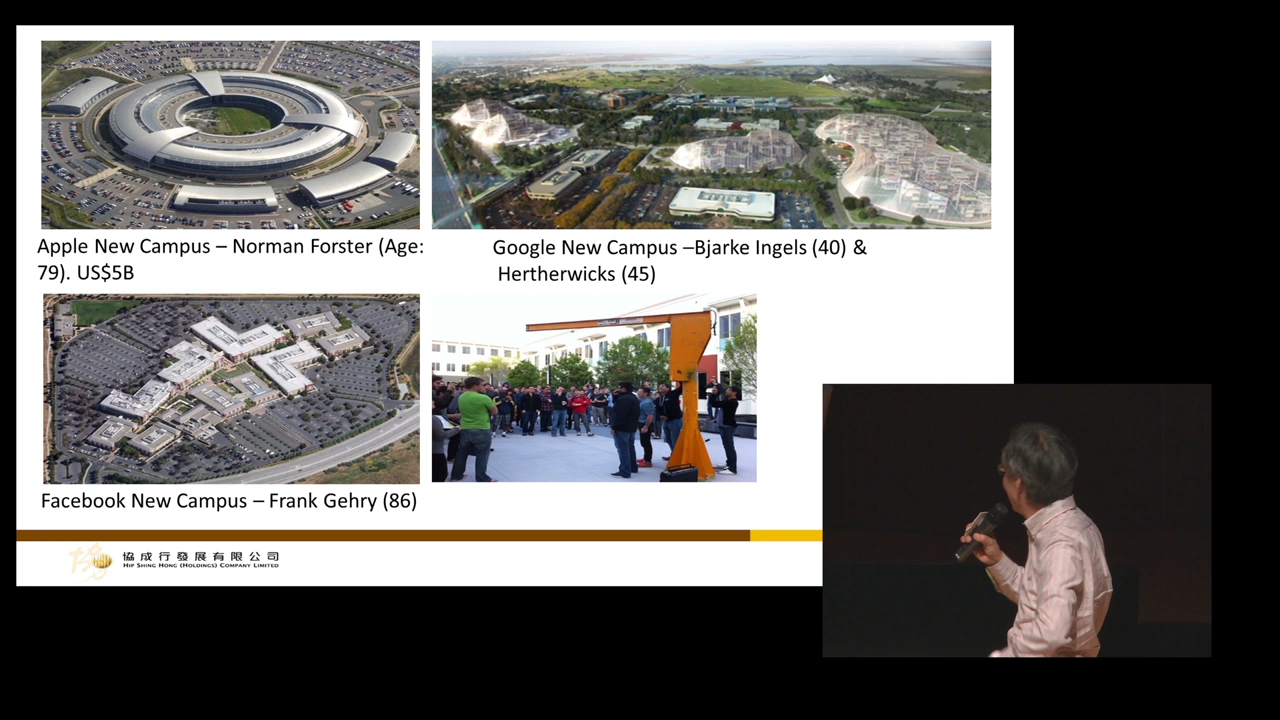 Apple New Campus – Norman Forster (Age:
79). US$5B
Google New Campus –Bjarke Ingels (40) &
Hertherwicks (45)
Facebook New Campus – Frank Gehry (86)
協成行發展有限公司
HIP SHING HONG (HOLDINGS) COMPANY LIMITED